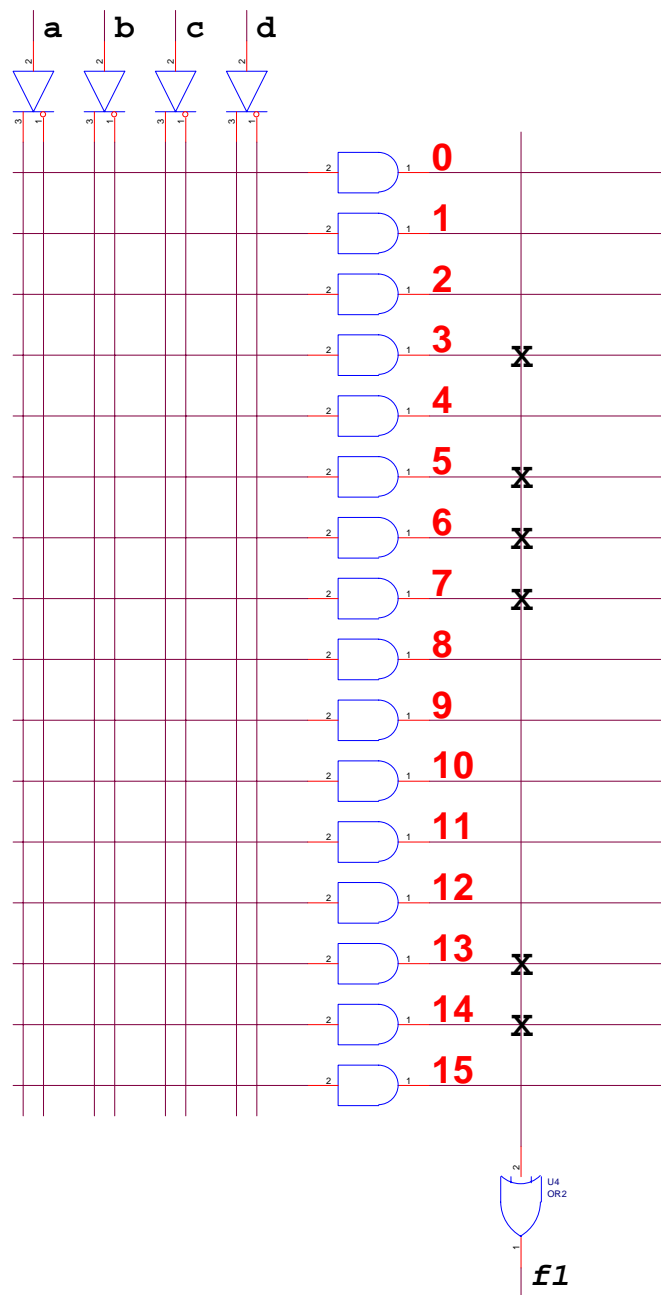 a b c d
2 2 2 2
3 1 3 1 3 1 3 1
2 1 0
2 1 1
2 1 2
2 1 3 x
2 1 4
2 1 5 x
2 1 6 x
2 1 7 x
2 1 8
2 1 9
2 1 10
2 1 11
2 1 12
2 1 13 x
2 1 14 x
2 1 15
2
U4
OR2
1
f1